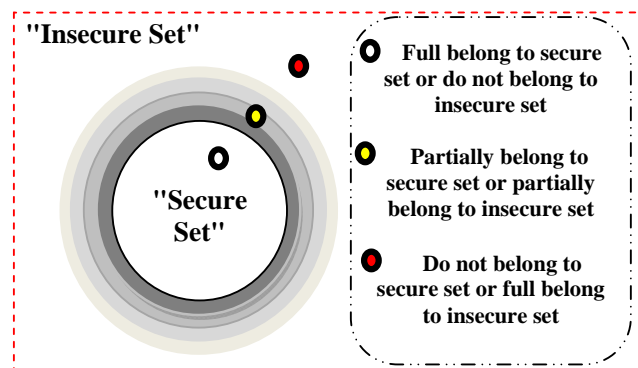 "Insecure Set"
"Secure
Set"
Full belong to secure
set or do not belong to
insecure set
Partially belong to
secure set or partially
belong to insecure set
Do not belong to
secure set or full belong
to insecure set